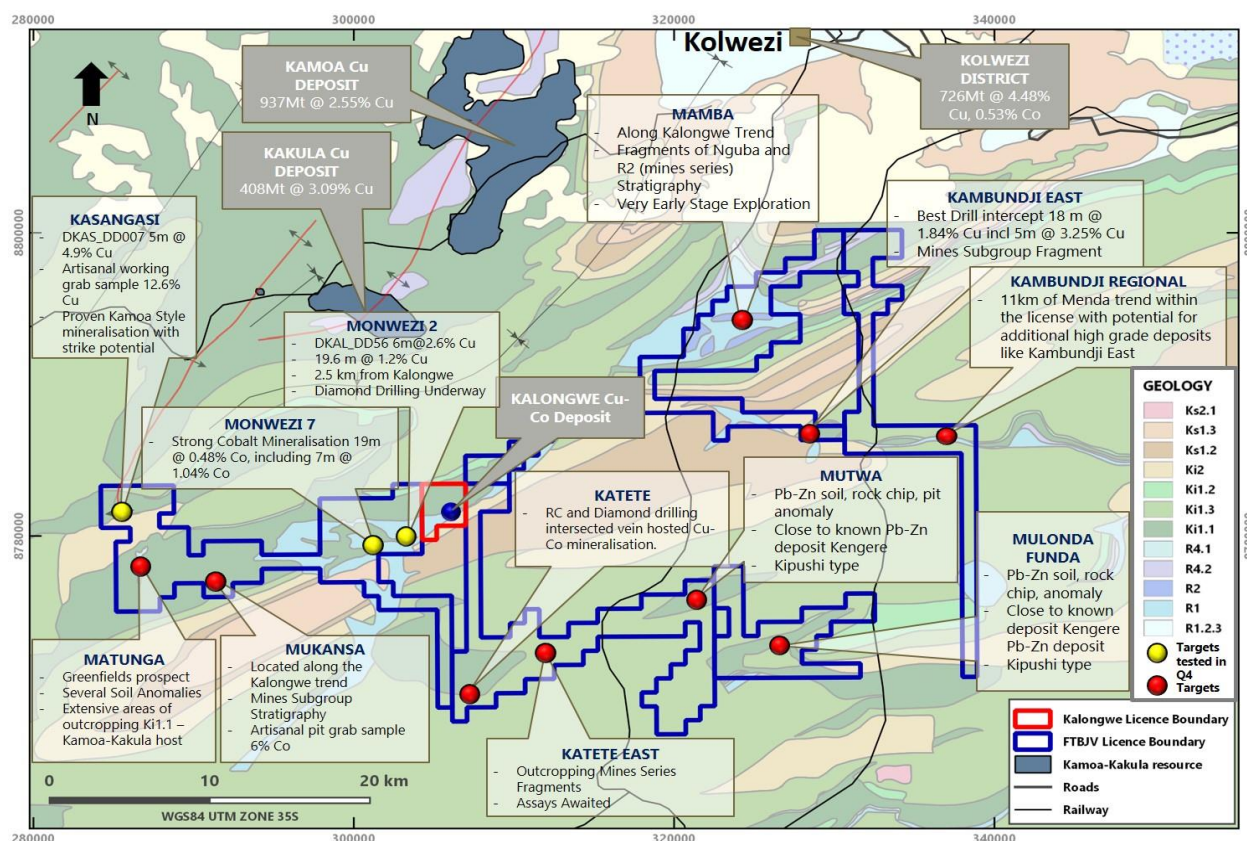 280000
300000
320000
340000
Kolwezi
N
KAMOA Cu
DEPOSIT
937Mt @ 2.55% Cu
KOLWEZI
DISTRICT
726Mt @ 4.48%
Cu, 0.53% Co
KAKULA Cu
DEPOSIT
408Mt @ 3.09% Cu
MAMBA
- Along Kalongwe Trend
- Fragments of Nguba and
R2 (mines series)
Stratigraphy
- Very Early Stage Exploration
KASANGASI
- DKAS_DD007 5m @
4.9% Cu
- Artisanal working
grab sample 12.6%
Cu
- Proven Kamoa Style
mineralisation with
strike potential
KAMBUNDJI EAST
- Best Drill intercept 18 m @
1.84% Cu incl 5m @ 3.25% Cu
- Mines Subgroup Fragment
8800000
KAMBUNDJI REGIONAL
- 11km of Menda trend within
the license with potential for
additional high grade deposits
like Kambundji East
MONWEZI 2
- DKAL_DD56 6m@2.6% Cu
- 19.6 m @ 1.2% Cu
- 2.5 km from Kalongwe
- Diamond Drilling Underway
KALONGWE Cu-
Co Deposit
MONWEZI 7
- Strong Cobalt Mineralisation 19m
@ 0.48% Co, including 7m @
1.04% Co
KATETE
- RC and Diamond drilling
intersected vein hosted Cu-
Co mineralisation.
MUTWA
- Pb-Zn soil, rock chip, pit
anomaly
- Close to known Pb-Zn
deposit Kengere
- Kipushi type
8780000
MULONDA
FUNDA
- Pb-Zn soil, rock
chip, anomaly
- Close to known
deposit Kengere
Pb-Zn deposit
- Kipushi type
MATUNGA
- Greenfields prospect
- Several Soil Anomalies
- Extensive areas of
outcropping Ki1.1 –
Kamoa-Kakula host
MUKANSA
- Located along the
Kalongwe trend
- Mines Subgroup
Stratigraphy
- Artisanal pit grab sample
6% Co
KATETE EAST
- Outcropping Mines Series
Fragments
- Assays Awaited
GEOLOGY
Ks2.1
Ks1.3
Ks1.2
Ki2
Ki1.2
Ki1.3
Ki1.1
R4.1
R4.2
R2
R1
R1.2.3
Targets
tested in
Q4
Targets
Kalongwe Licence Boundary
FTBJV Licence Boundary
Kamoa-Kakula resource
Roads
Railway
0
10
20 km
WGS84 UTM ZONE 35S
280000
300000
320000
340000